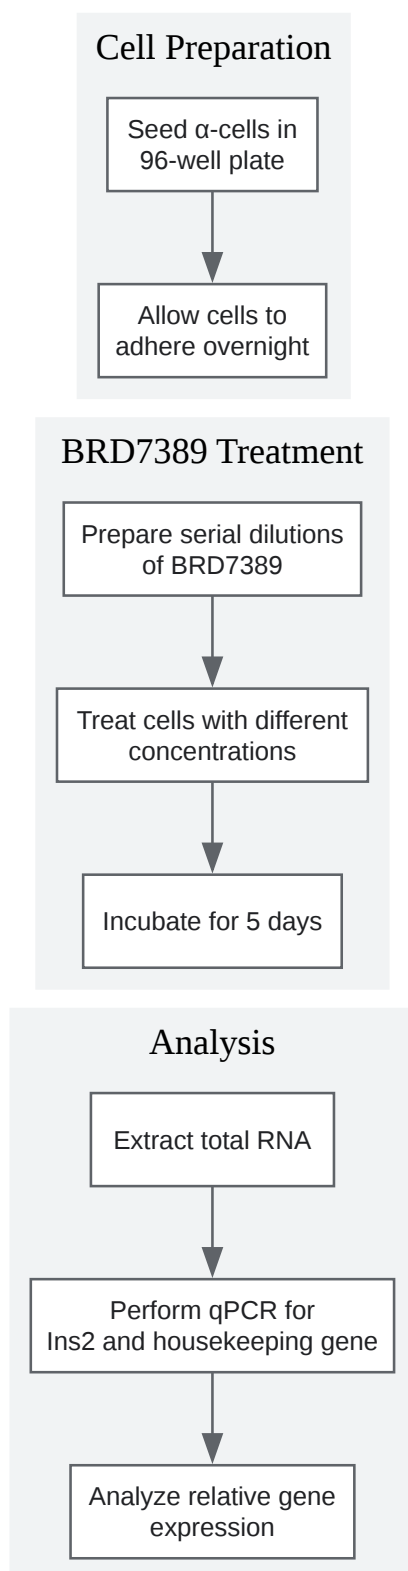 Cell Preparation
Seed α-cells in
96-well plate
Allow cells to
adhere overnight
BRD7389 Treatment
Prepare serial dilutions
of BRD7389
Treat cells with different
concentrations
Incubate for 5 days
Analysis
Extract total RNA
Perform qPCR for
Ins2 and housekeeping gene
Analyze relative gene
expression